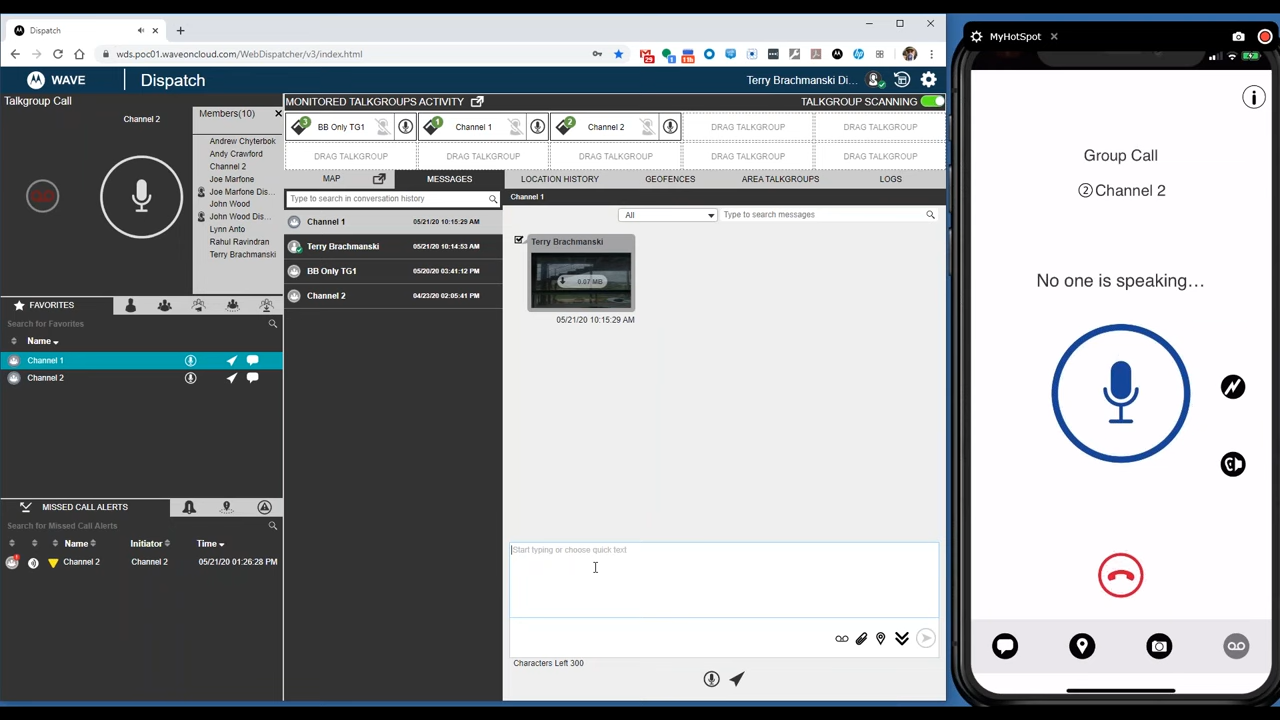 Dispatch
wds.poc01.waveoncloud.com/WebDispatcher/v3/index.html
WAVE
Dispatch
Terry Brachmanski Di...
Talkgroup Call
Channel 2
Members(10)
Andrew Chyterbok
Andy Crawford
Channel 2
Joe Marfone
Joe Marfone Dis...
John Wood
John Wood Dis...
Lynn Anto
Rahul Ravindran
Terry Brachmanski
FAVORITES
Search for Favorites
Name
Channel 1
Channel 2
MISSED CALL ALERTS
Search for Missed Call Alerts
Name Initiator Time
Channel 2 Channel 2 05/21/20 01:26:28 PM
MONITORED TALKGROUPS ACTIVITY
TALKGROUP SCANNING
3 BB Only TG1
1 Channel 1
2 Channel 2
DRAG TALKGROUP
DRAG TALKGROUP
DRAG TALKGROUP
DRAG TALKGROUP
DRAG TALKGROUP
DRAG TALKGROUP
DRAG TALKGROUP
MAP
MESSAGES
LOCATION HISTORY
GEOFENCES
AREA TALKGROUPS
LOGS
Type to search in conversation history
Channel 1 05/21/20 10:15:29 AM
Terry Brachmanski 05/21/20 10:14:53 AM
BB Only TG1 05/20/20 03:41:12 PM
Channel 2 04/23/20 02:05:41 PM
Channel 1
All
Type to search messages
Terry Brachmanski
0.07 MB
05/21/20 10:15:29 AM
Start typing or choose quick text
Characters Left 300
MyHotSpot
Group Call
②Channel 2
No one is speaking...